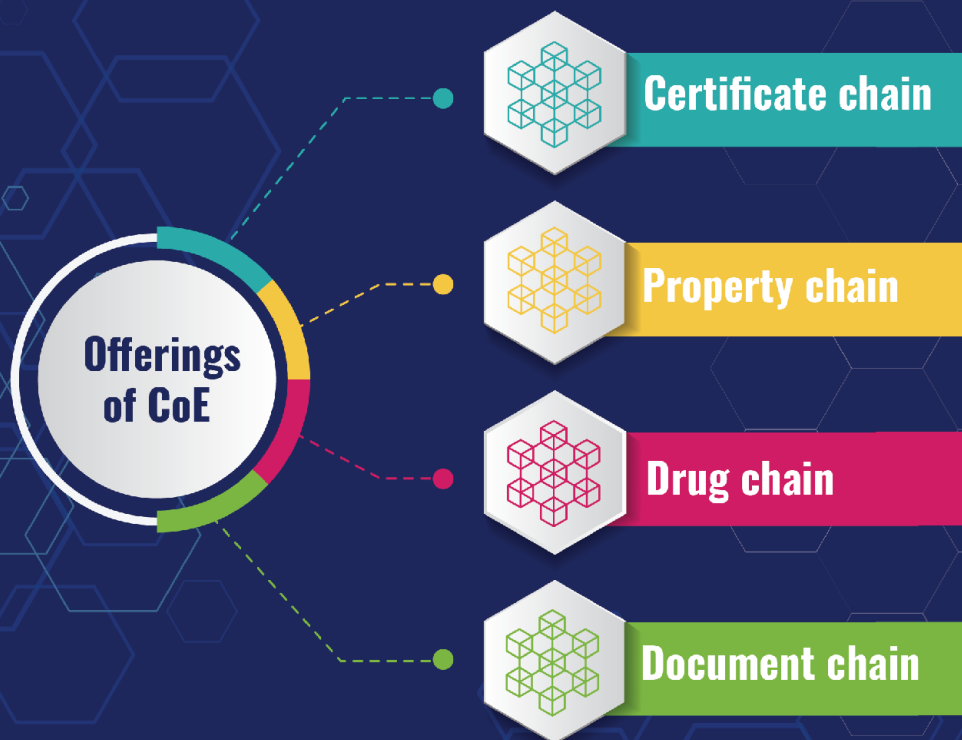 Offerings
of CoE
Certificate chain
Property chain
Drug chain
Document chain